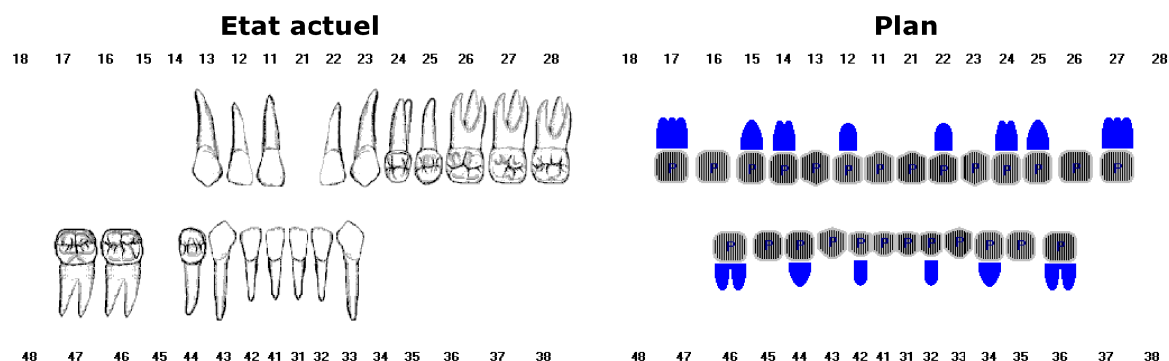 Etat actuel
Plan
18 17 16 15 14 13 12 11 21 22 23 24 25 26 27 28
18 17 16 15 14 13 12 11 21 22 23 24 25 26 27 28
P P P P P P P P P P P P P P
P P P P P P P P P P P P
48 47 46 45 44 43 42 41 31 32 33 34 35 36 37 38
48 47 46 45 44 43 42 41 31 32 33 34 35 36 37 38